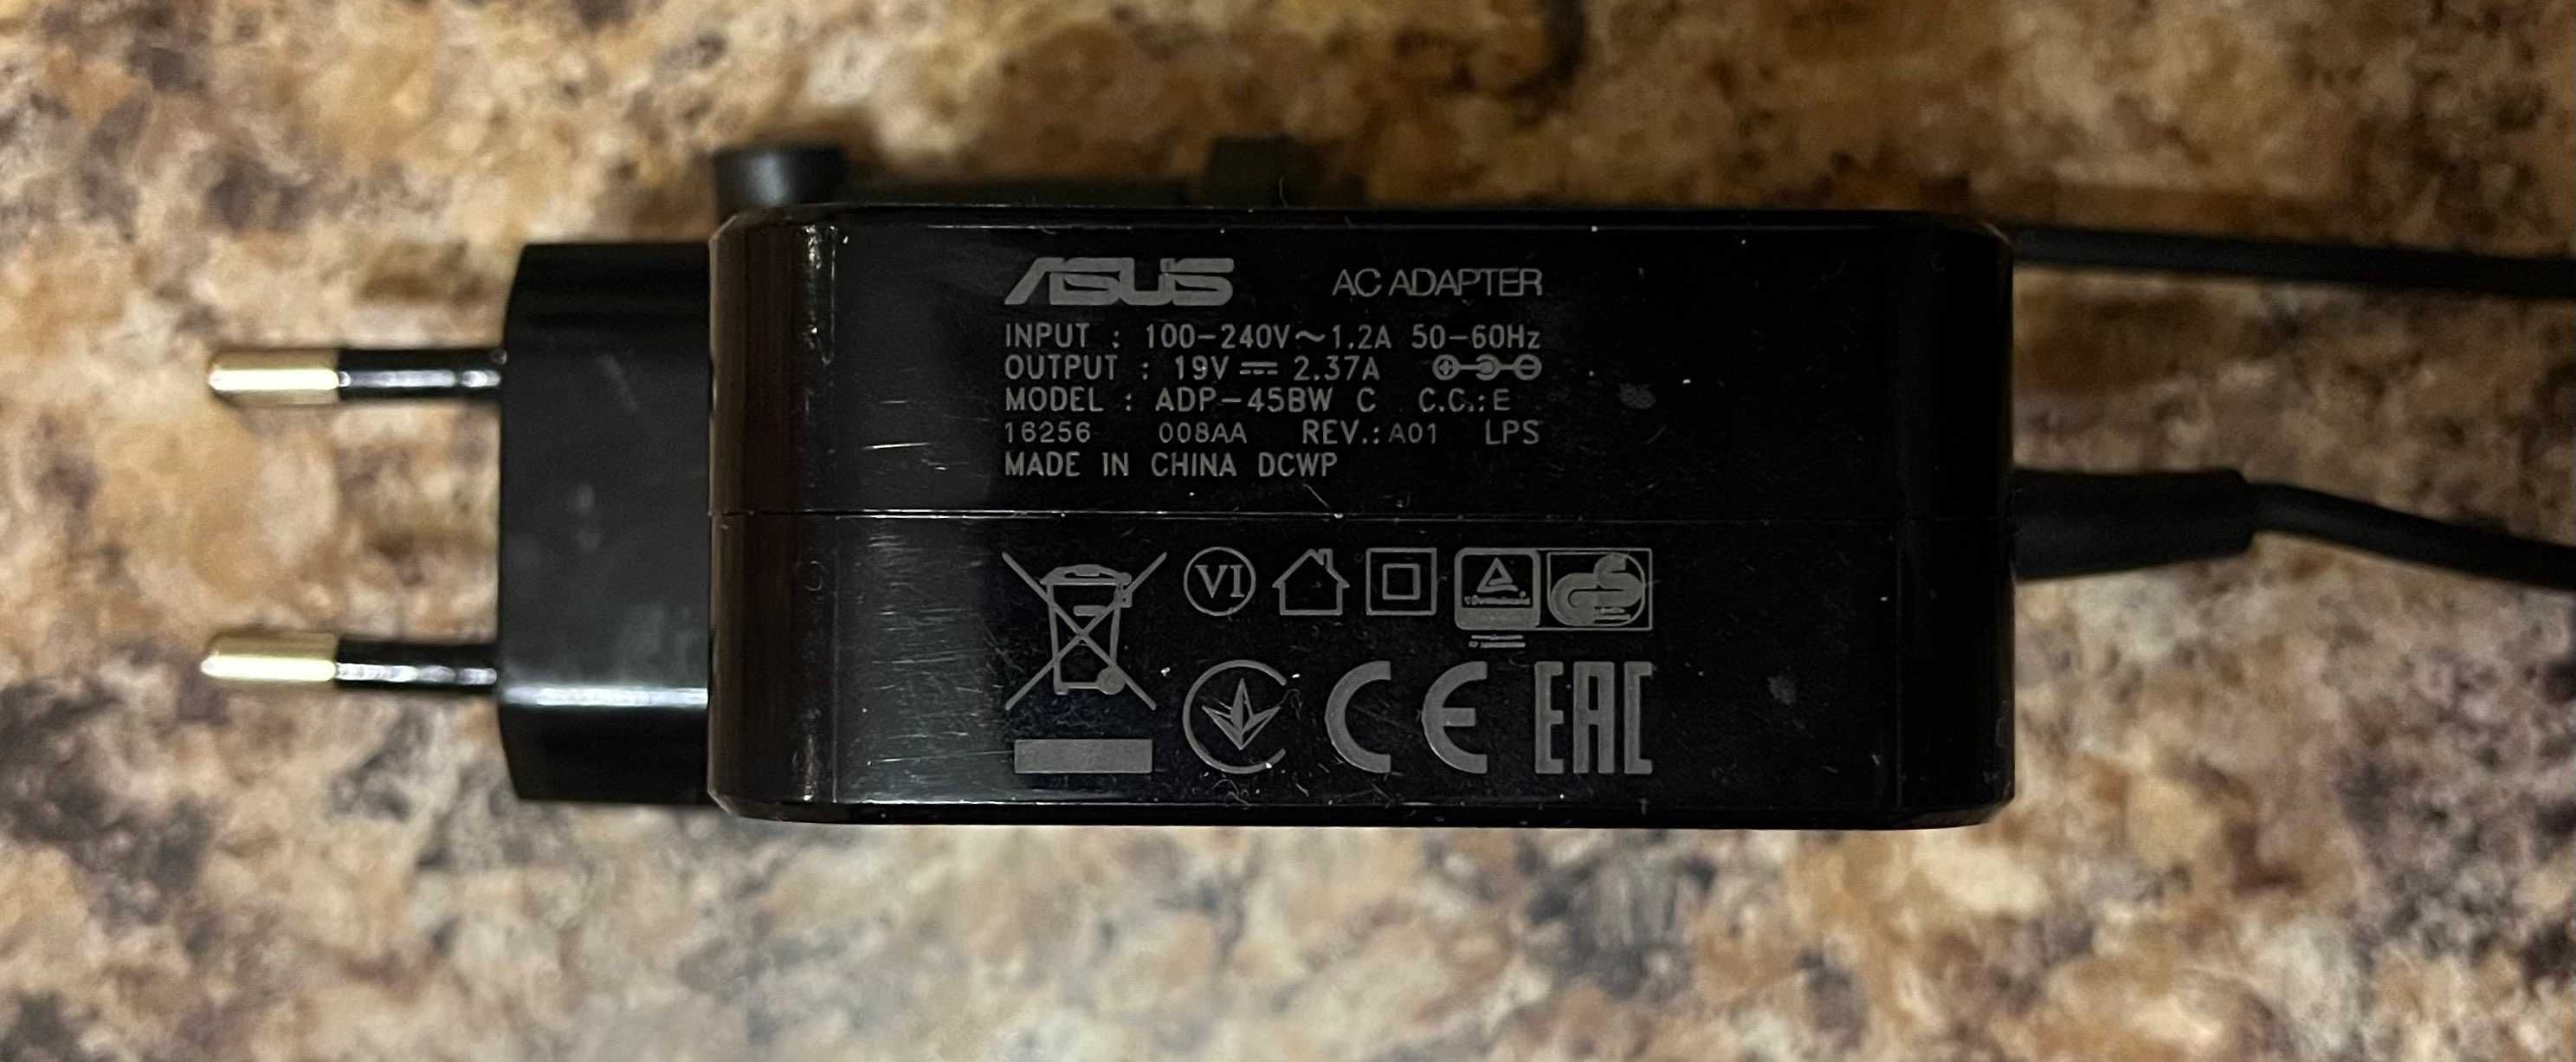 ASUS AC ADAPTER
INPUT : 100-240V~1.2A 50-60Hz
OUTPUT : 19V⎓2.37A
MODEL : ADP-45BW C C.C.:E
16256 008AA REV.:A01 LPS
MADE IN CHINA DCWP
VI
GS
CE EAC